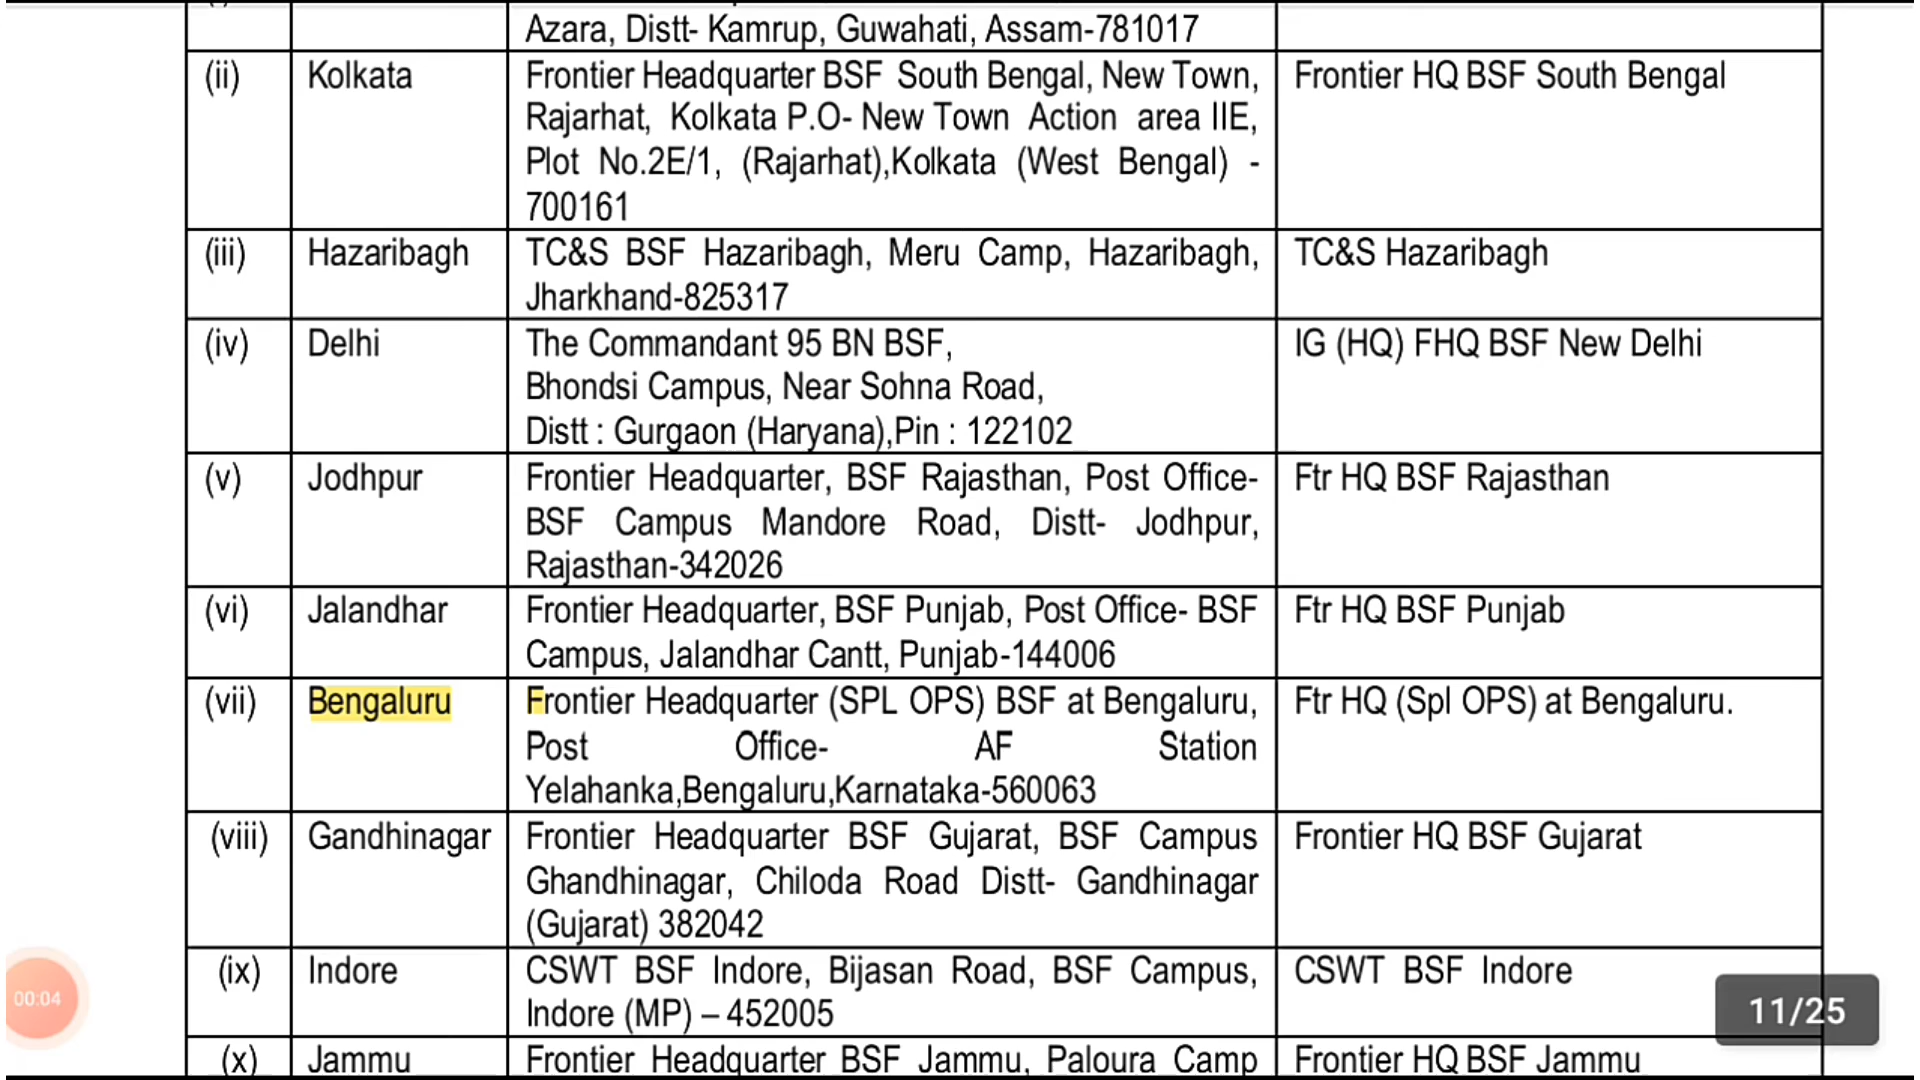 Azara, Distt- Kamrup, Guwahati, Assam-781017
(ii) Kolkata Frontier Headquarter BSF South Bengal, New Town, Frontier HQ BSF South Bengal
Rajarhat, Kolkata P.O- New Town Action area IIE,
Plot No.2E/1, (Rajarhat),Kolkata (West Bengal) -
700161
(iii) Hazaribagh TC&S BSF Hazaribagh, Meru Camp, Hazaribagh, TC&S Hazaribagh
Jharkhand-825317
(iv) Delhi The Commandant 95 BN BSF, IG (HQ) FHQ BSF New Delhi
Bhondsi Campus, Near Sohna Road,
Distt : Gurgaon (Haryana),Pin : 122102
(v) Jodhpur Frontier Headquarter, BSF Rajasthan, Post Office- Ftr HQ BSF Rajasthan
BSF Campus Mandore Road, Distt- Jodhpur,
Rajasthan-342026
(vi) Jalandhar Frontier Headquarter, BSF Punjab, Post Office- BSF Ftr HQ BSF Punjab
Campus, Jalandhar Cantt, Punjab-144006
(vii) Bengaluru Frontier Headquarter (SPL OPS) BSF at Bengaluru, Ftr HQ (Spl OPS) at Bengaluru.
Post Office- AF Station
Yelahanka,Bengaluru,Karnataka-560063
(viii) Gandhinagar Frontier Headquarter BSF Gujarat, BSF Campus Frontier HQ BSF Gujarat
Ghandhinagar, Chiloda Road Distt- Gandhinagar
(Gujarat) 382042
(ix) Indore CSWT BSF Indore, Bijasan Road, BSF Campus, CSWT BSF Indore
00:04
Indore (MP) – 452005
11/25
(x) Jammu Frontier Headquarter BSF Jammu, Paloura Camp Frontier HQ BSF Jammu